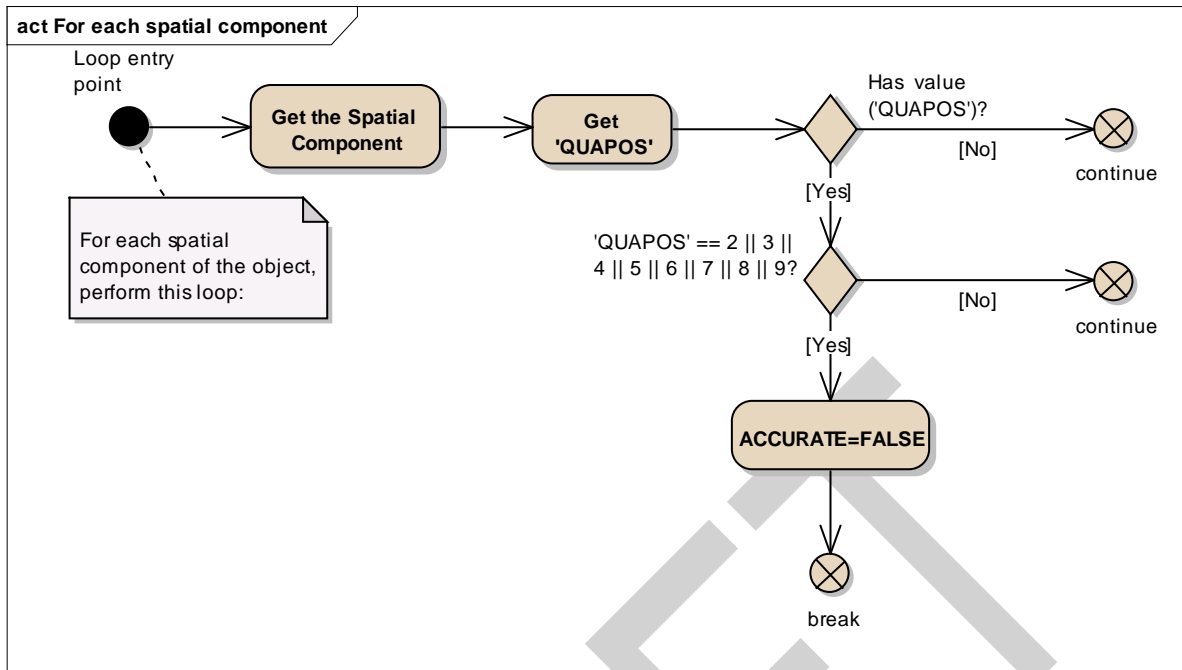 act For each spatial component
Loop entry
point
Get the Spatial
Component
Get
'QUAPOS'
Has value
('QUAPOS')?
[No]
continue
[Yes]
For each spatial
component of the object,
perform this loop:
'QUAPOS' == 2 || 3 ||
4 || 5 || 6 || 7 || 8 || 9?
[No]
continue
[Yes]
ACCURATE=FALSE
break